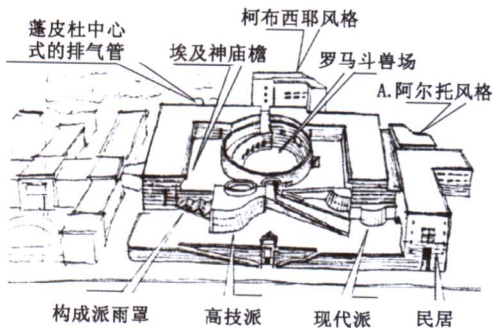 柯布西耶风格
蓬皮杜中心
式的排气管
埃及神庙檐
罗马斗兽场
A.阿尔托风格
构成派雨罩
高技派
现代派
民居